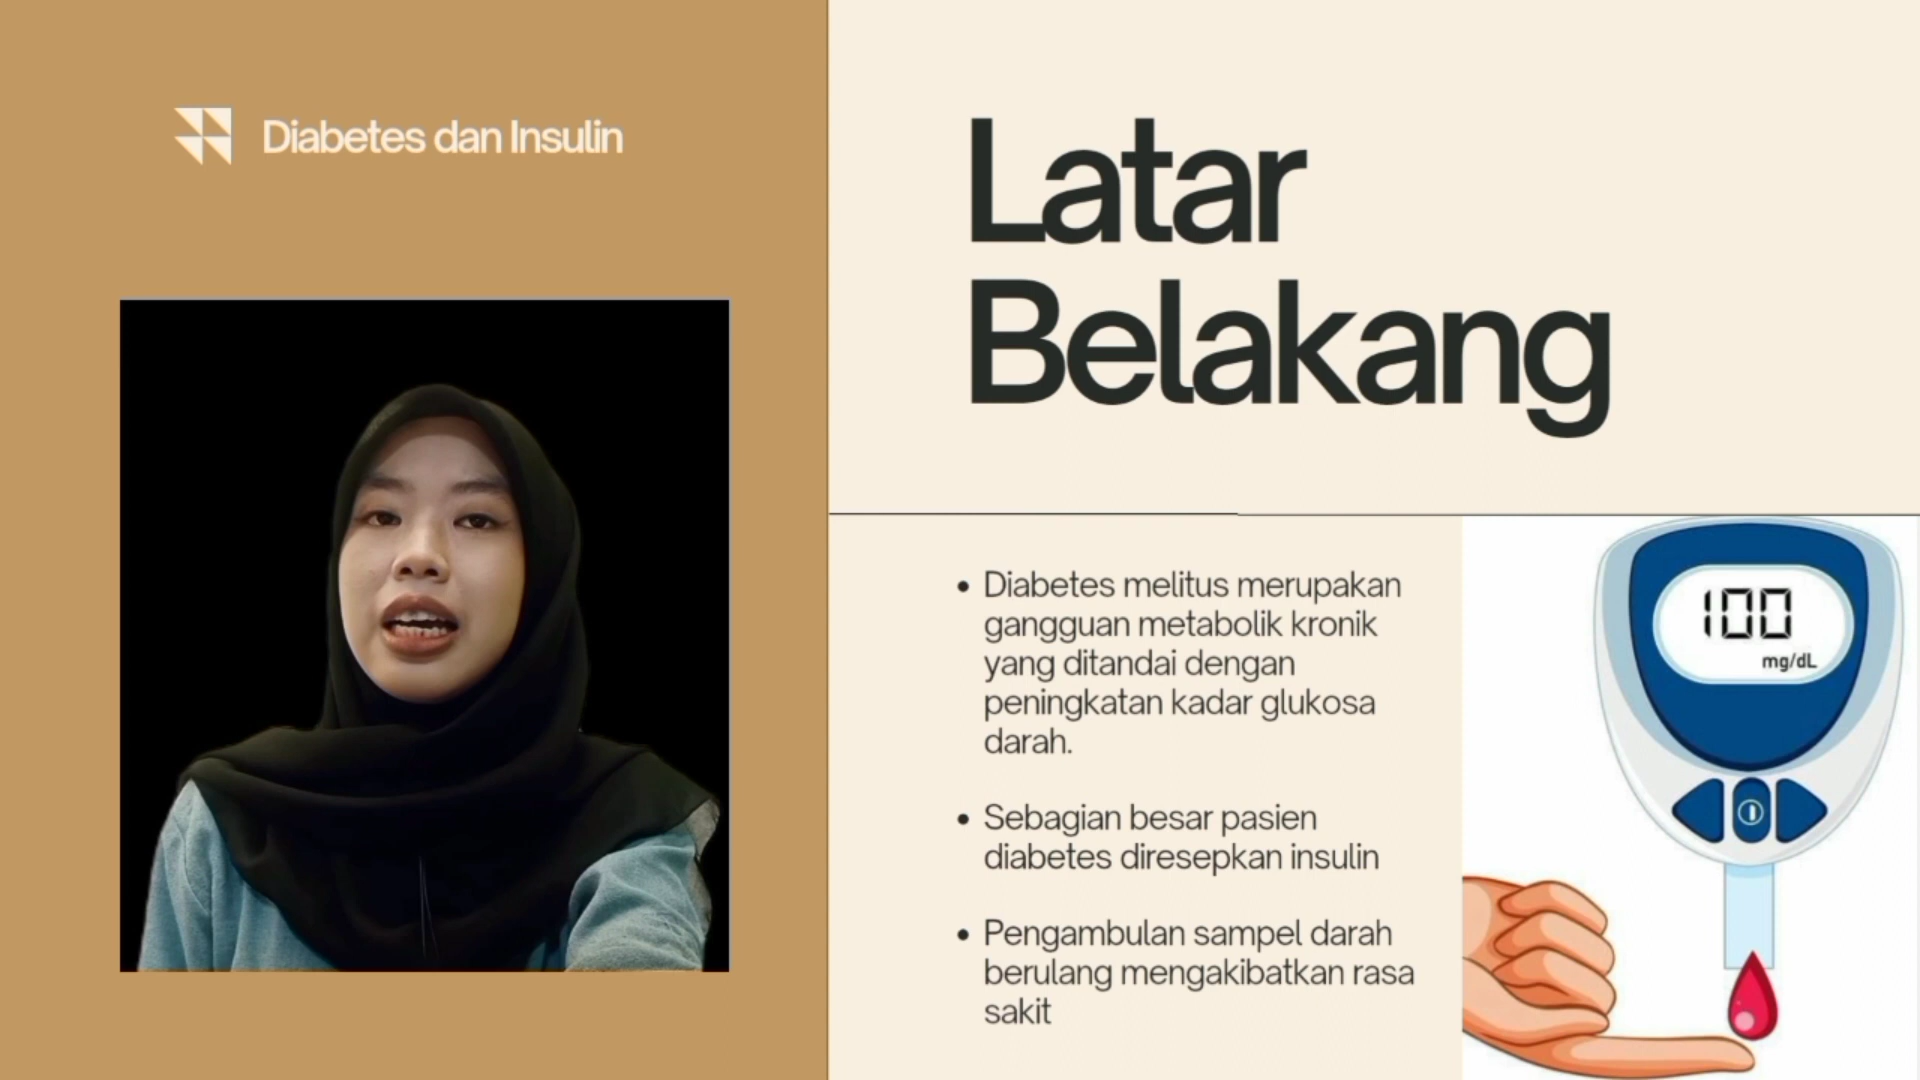 Diabetes dan Insulin
Latar
Belakang
• Diabetes melitus merupakan
gangguan metabolik kronik
yang ditandai dengan
peningkatan kadar glukosa
darah.
• Sebagian besar pasien
diabetes diresepkan insulin
• Pengambulan sampel darah
berulang mengakibatkan rasa
sakit
100
mg/dL